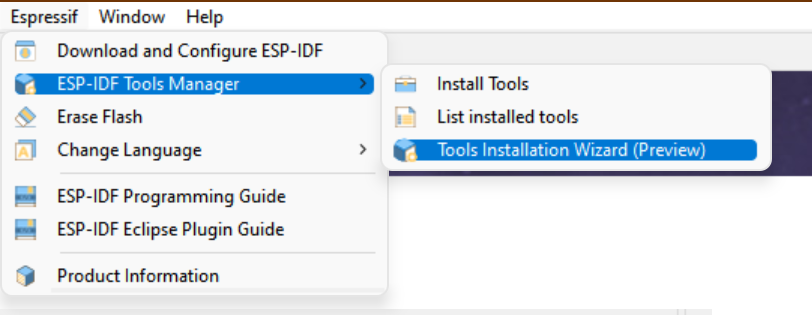 Espressif Window Help
Download and Configure ESP-IDF
ESP-IDF Tools Manager
Install Tools
Erase Flash
List installed tools
Change Language
Tools Installation Wizard (Preview)
ESP-IDF Programming Guide
ESP-IDF Eclipse Plugin Guide
Product Information